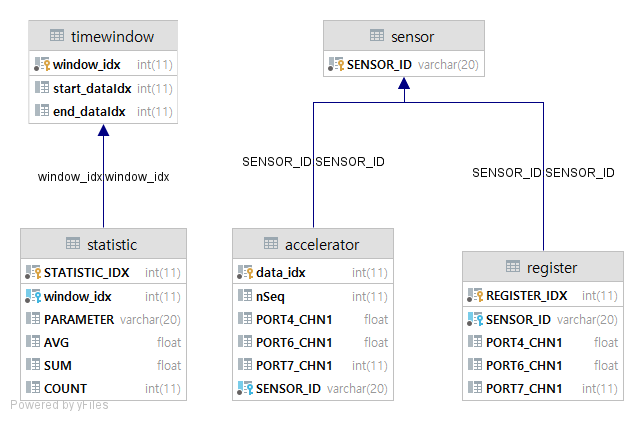 timewindow
window_idx int(11)
start_dataIdx int(11)
end_dataIdx int(11)
sensor
SENSOR_ID varchar(20)
window_idx window_idx
SENSOR_ID SENSOR_ID
SENSOR_ID SENSOR_ID
statistic
STATISTIC_IDX int(11)
window_idx int(11)
PARAMETER varchar(20)
AVG float
SUM float
COUNT int(11)
accelerator
data_idx int(11)
nSeq int(11)
PORT4_CHN1 float
PORT6_CHN1 float
PORT7_CHN1 int(11)
SENSOR_ID varchar(20)
register
REGISTER_IDX int(11)
SENSOR_ID varchar(20)
PORT4_CHN1 float
PORT6_CHN1 float
PORT7_CHN1 int(11)
Powered by yFiles